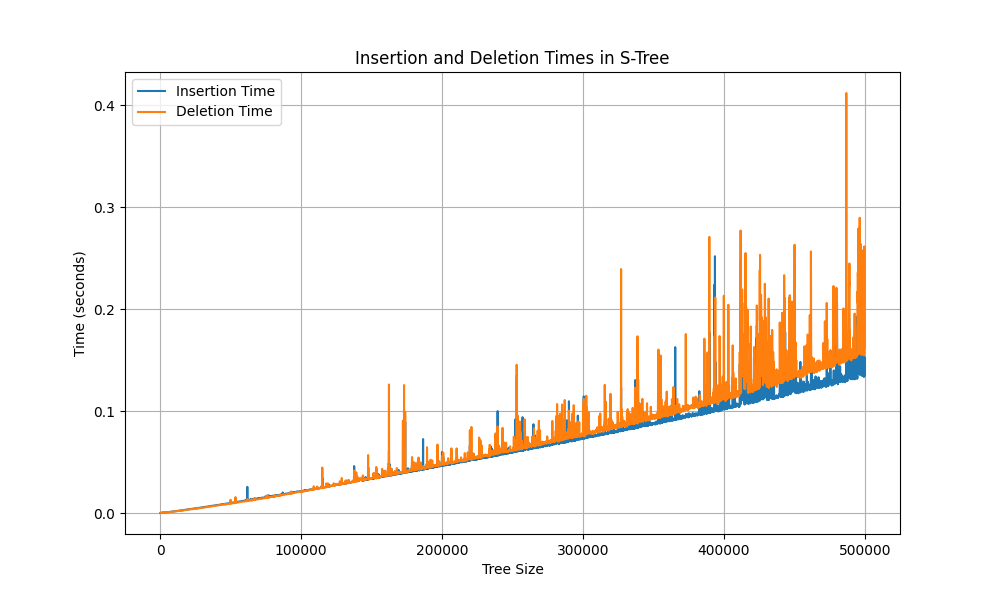 Insertion and Deletion Times in S-Tree
Insertion Time
Deletion Time
Time (seconds)
0.4
0.3
0.2
0.1
0.0
0
100000
200000
300000
400000
500000
Tree Size